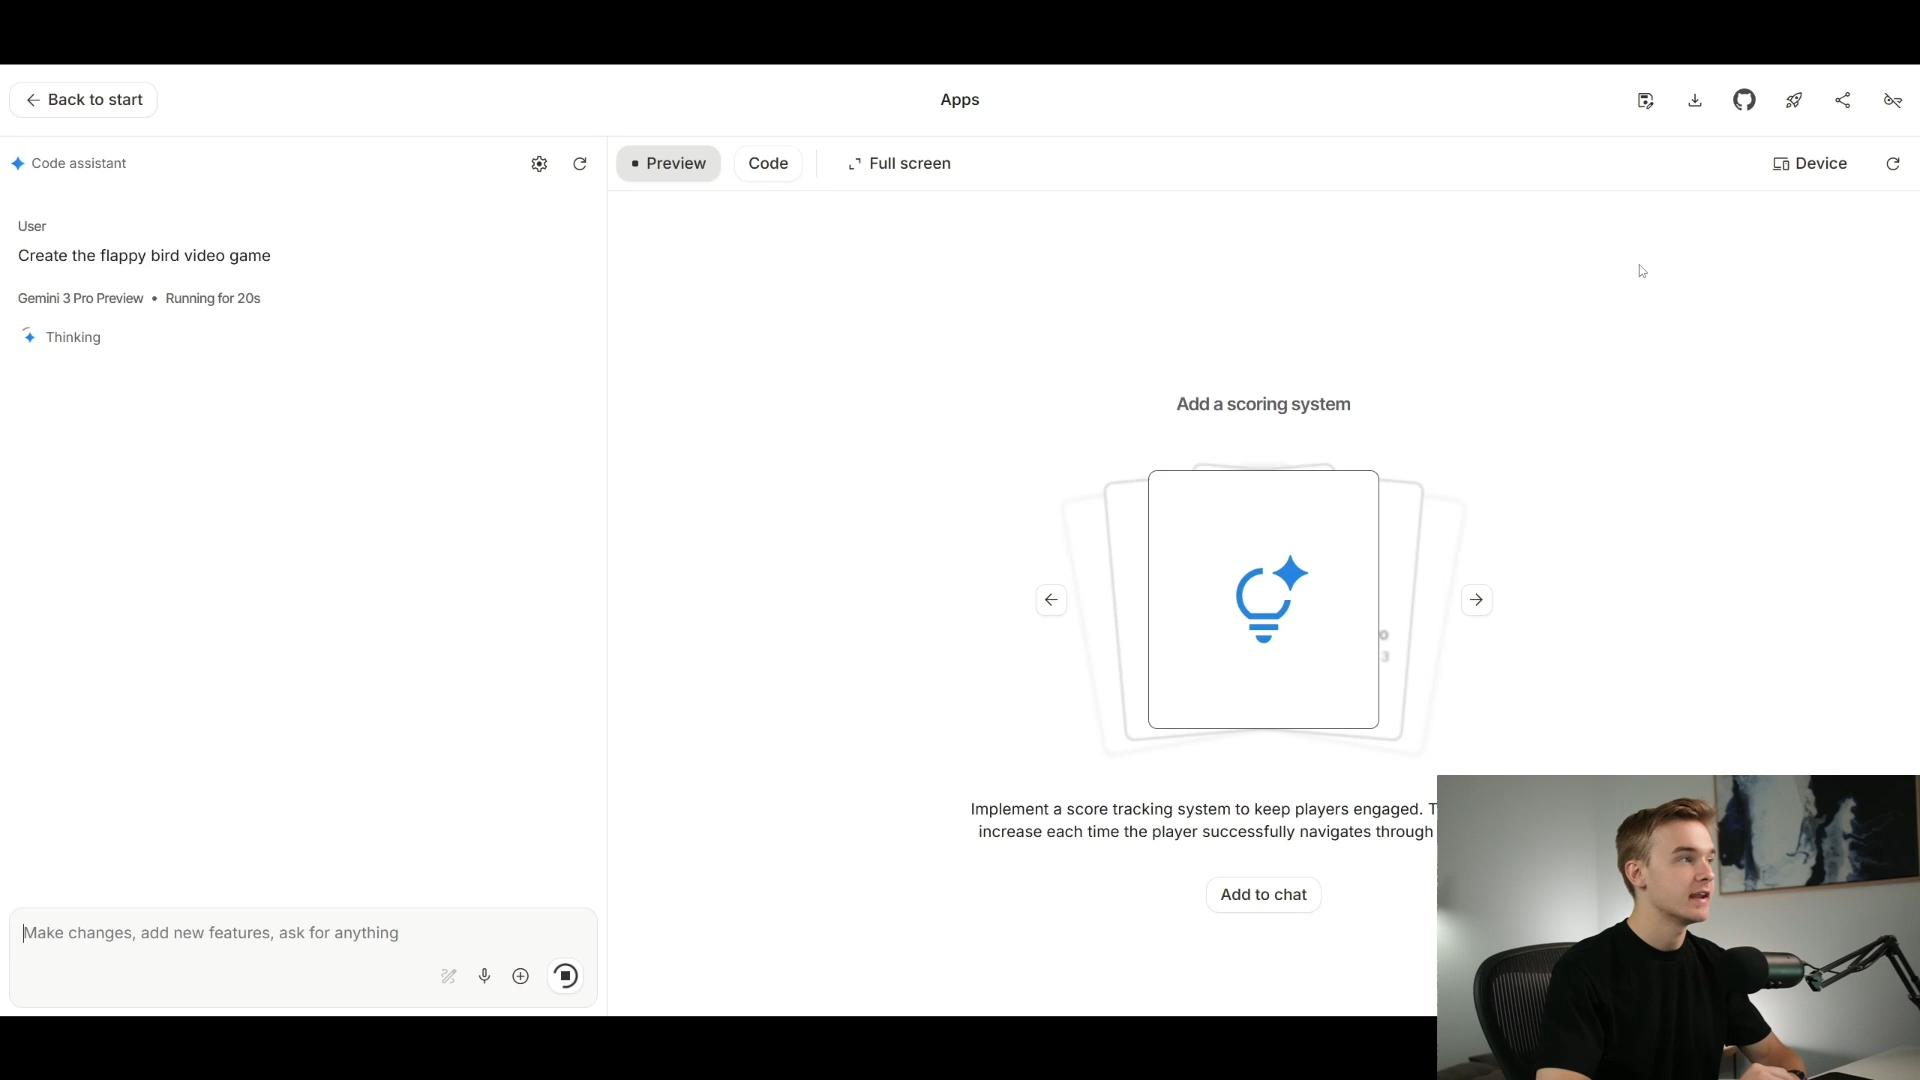 Back to start
Apps
Code assistant
Preview
Code
Full screen
Device
User
Create the flappy bird video game
Gemini 3 Pro Preview • Running for 20s
Thinking
Add a scoring system
3
Implement a score tracking system to keep players engaged. T
increase each time the player successfully navigates through
Add to chat
Make changes, add new features, ask for anything